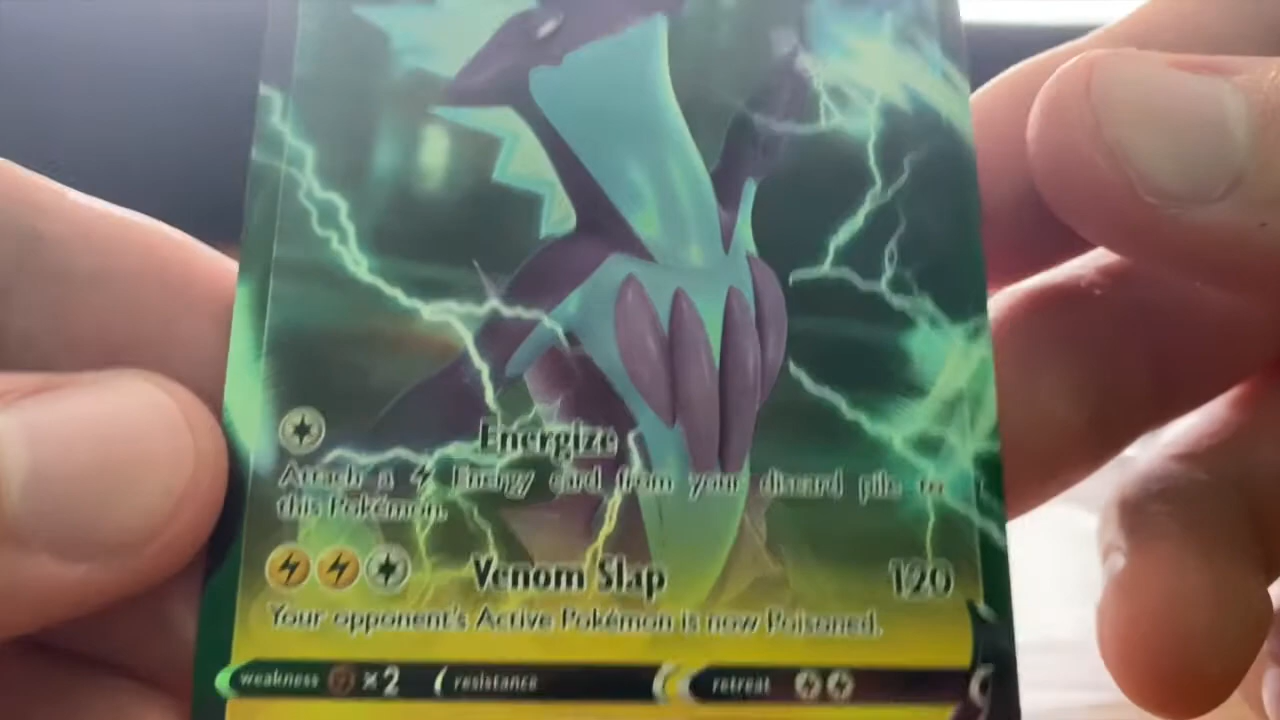 Energize
Attach a Energy card from your discard pile to
this Pokémon.
Venom Slap 120
Your opponent's Active Pokémon is now Poisoned.
weakness ×2 resistance retreat